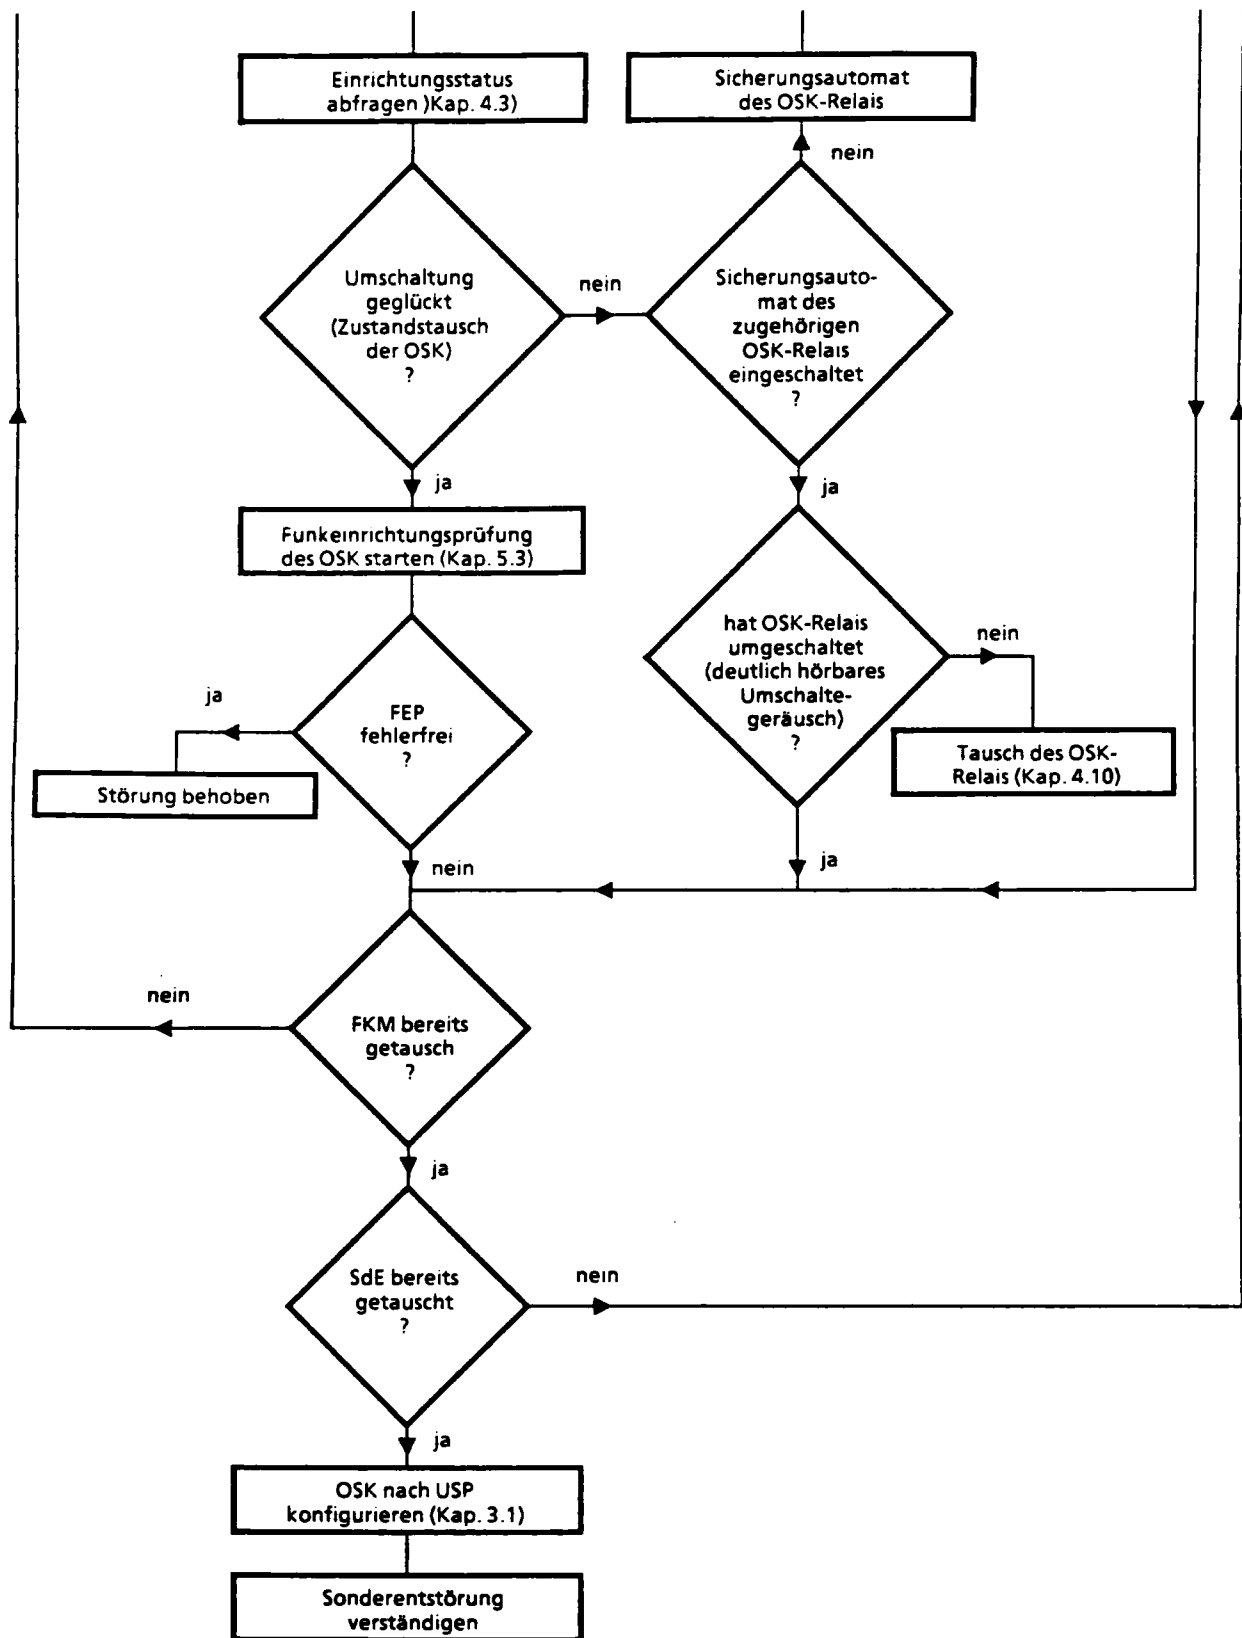 Einrichtungsstatus
abfragen )Kap. 4.3)
Sicherungsautomat
des OSK-Relais
nein
Umschaltung
geglückt
(Zustandstausch
der OSK)
?
nein
Sicherungsauto-
mat des
zugehörigen
OSK-Relais
eingeschaltet
?
ja
ja
Funkeinrichtungsprüfung
des OSK starten (Kap. 5.3)
hat OSK-Relais
umgeschaltet
(deutlich hörbares
Umschalte-
geräusch)
?
nein
ja
FEP
fehlerfrei
?
Tausch des OSK-
Relais (Kap. 4.10)
Störung behoben
nein
ja
nein
FKM bereits
getausch
?
ja
SdE bereits
getauscht
?
nein
ja
OSK nach USP
konfigurieren (Kap. 3.1)
Sonderentstörung
verständigen